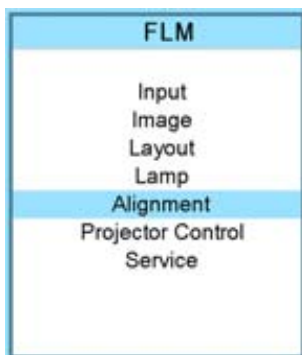 FLM
Input
Image
Layout
Lamp
Alignment
Projector Control
Service